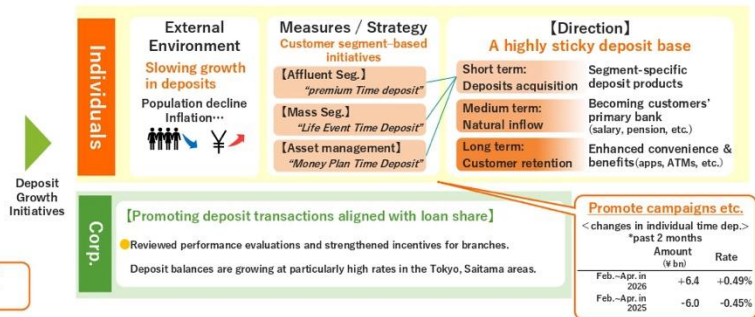 Deposit
Growth
Initiatives
Individuals
External
Environment
Slowing growth
in deposits
Population decline
Inflation…
¥
Measures / Strategy
Customer segment–based
initiatives
【Affluent Seg.】
“premium Time deposit”
【Mass Seg.】
“Life Event Time Deposit”
【Asset management】
“Money Plan Time Deposit”
【Direction】
A highly sticky deposit base
Short term:
Deposits acquisition
Segment-specific
deposit products
Medium term:
Natural inflow
Becoming customers’
primary bank
(salary, pension, etc.)
Long term:
Customer retention
Enhanced convenience &
benefits(apps, ATMs, etc.)
Corp.
【Promoting deposit transactions aligned with loan share】
Reviewed performance evaluations and strengthened incentives for branches.
Deposit balances are growing at particularly high rates in the Tokyo, Saitama areas.
Promote campaigns etc.
<changes in individual time dep.>
*past 2 months
Amount Rate
(¥ bn)
Feb.~Apr. in
2026 +6.4 +0.49%
Feb.~Apr. in
2025 -6.0 -0.45%